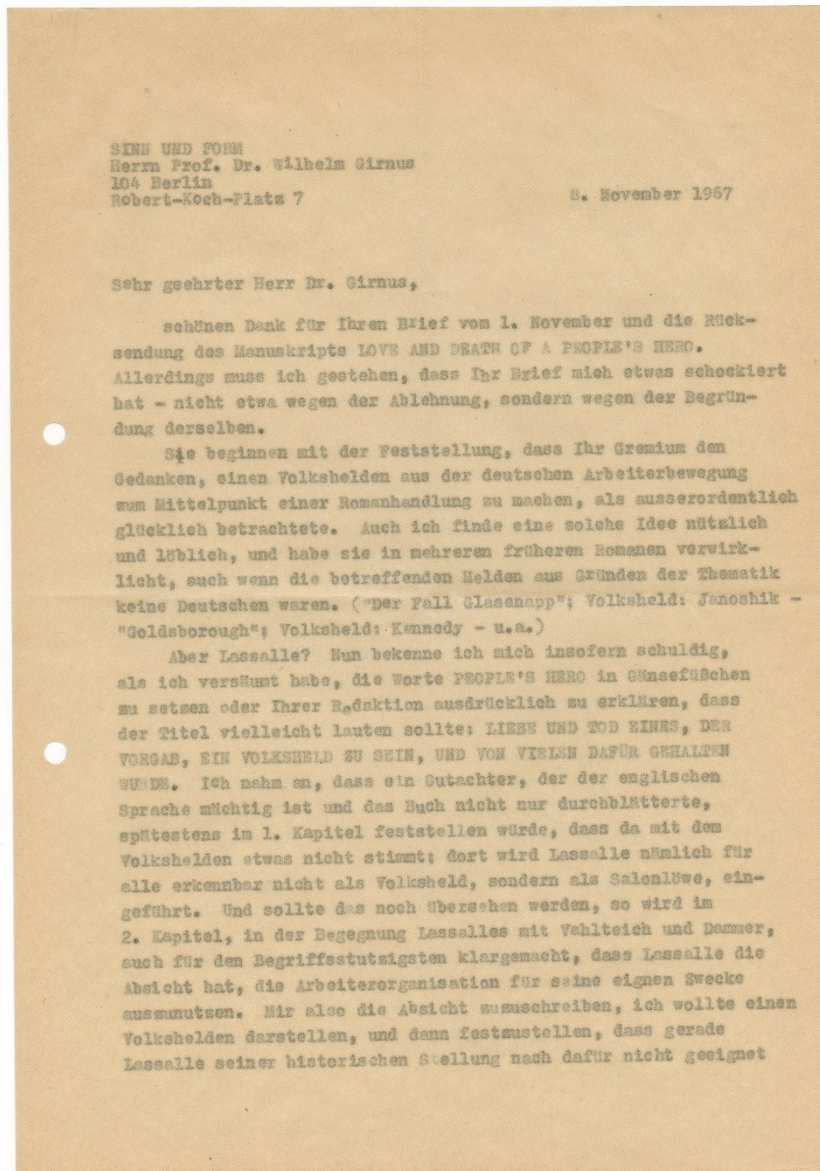 SINN UND FORM
Herrn Prof. Dr. Wilhelm Girnus
104 Berlin
Robert-Koch-Platz 7
8. November 1967
Sehr geehrter Herr Dr. Girnus,
schönen Dank für Ihren Brief vom 1. November und die Rück-
sendung des Manuskripts LOVE AND DEATH OF A PEOPLE'S HERO.
Allerdings muss ich gestehen, dass Ihr Brief mich etwas schockiert
hat - nicht etwa wegen der Ablehnung, sondern wegen der Begrün-
dung derselben.
Sie beginnen mit der Feststellung, dass Ihr Gremium den
Gedanken, einen Volkshelden aus der deutschen Arbeiterbewegung
zum Mittelpunkt einer Romanhandlung zu machen, als ausserordentlich
glücklich betrachtete. Auch ich finde eine solche Idee nützlich
und löblich, und habe sie in mehreren früheren Romanen verwirk-
licht, auch wenn die betreffenden Helden aus Gründen der Thematik
keine Deutschen waren. ("Der Fall Glasenapp"; Volksheld: Janoshik -
"Goldsborough"; Volksheld: Kennedy - u.a.)
Aber Lassalle? Nun bekenne ich mich insofern schuldig,
als ich versäumt habe, die Worte PEOPLE'S HERO in Gänsefüßchen
zu setzen oder Ihrer Redaktion ausdrücklich zu erklären, dass
der Titel vielleicht lauten sollte: LIEBE UND TOD EINES, DER
VORGAB, EIN VOLKSHELD ZU SEIN, UND VON VIELEN DAFÜR GEHALTEN
WURDE. Ich nahm an, dass ein Gutachter, der der englischen
Sprache mächtig ist und das Buch nicht nur durchblätterte,
spätestens im 1. Kapitel feststellen würde, dass da mit dem
Volkshelden etwas nicht stimmt; dort wird Lassalle nämlich für
alle erkennbar nicht als Volksheld, sondern als Salonlöwe, ein-
geführt. Und sollte das noch übersehen werden, so wird im
2. Kapitel, in der Begegnung Lassalles mit Vahlteich und Dammer,
auch für den Begriffsstutzigsten klargemacht, dass Lassalle die
Absicht hat, die Arbeiterorganisation für seine eignen Zwecke
auszunutzen. Mir also die Absicht zuzuschreiben, ich wollte einen
Volkshelden darstellen, und dann festzustellen, dass gerade
Lassalle seiner historischen Stellung nach dafür nicht geeignet